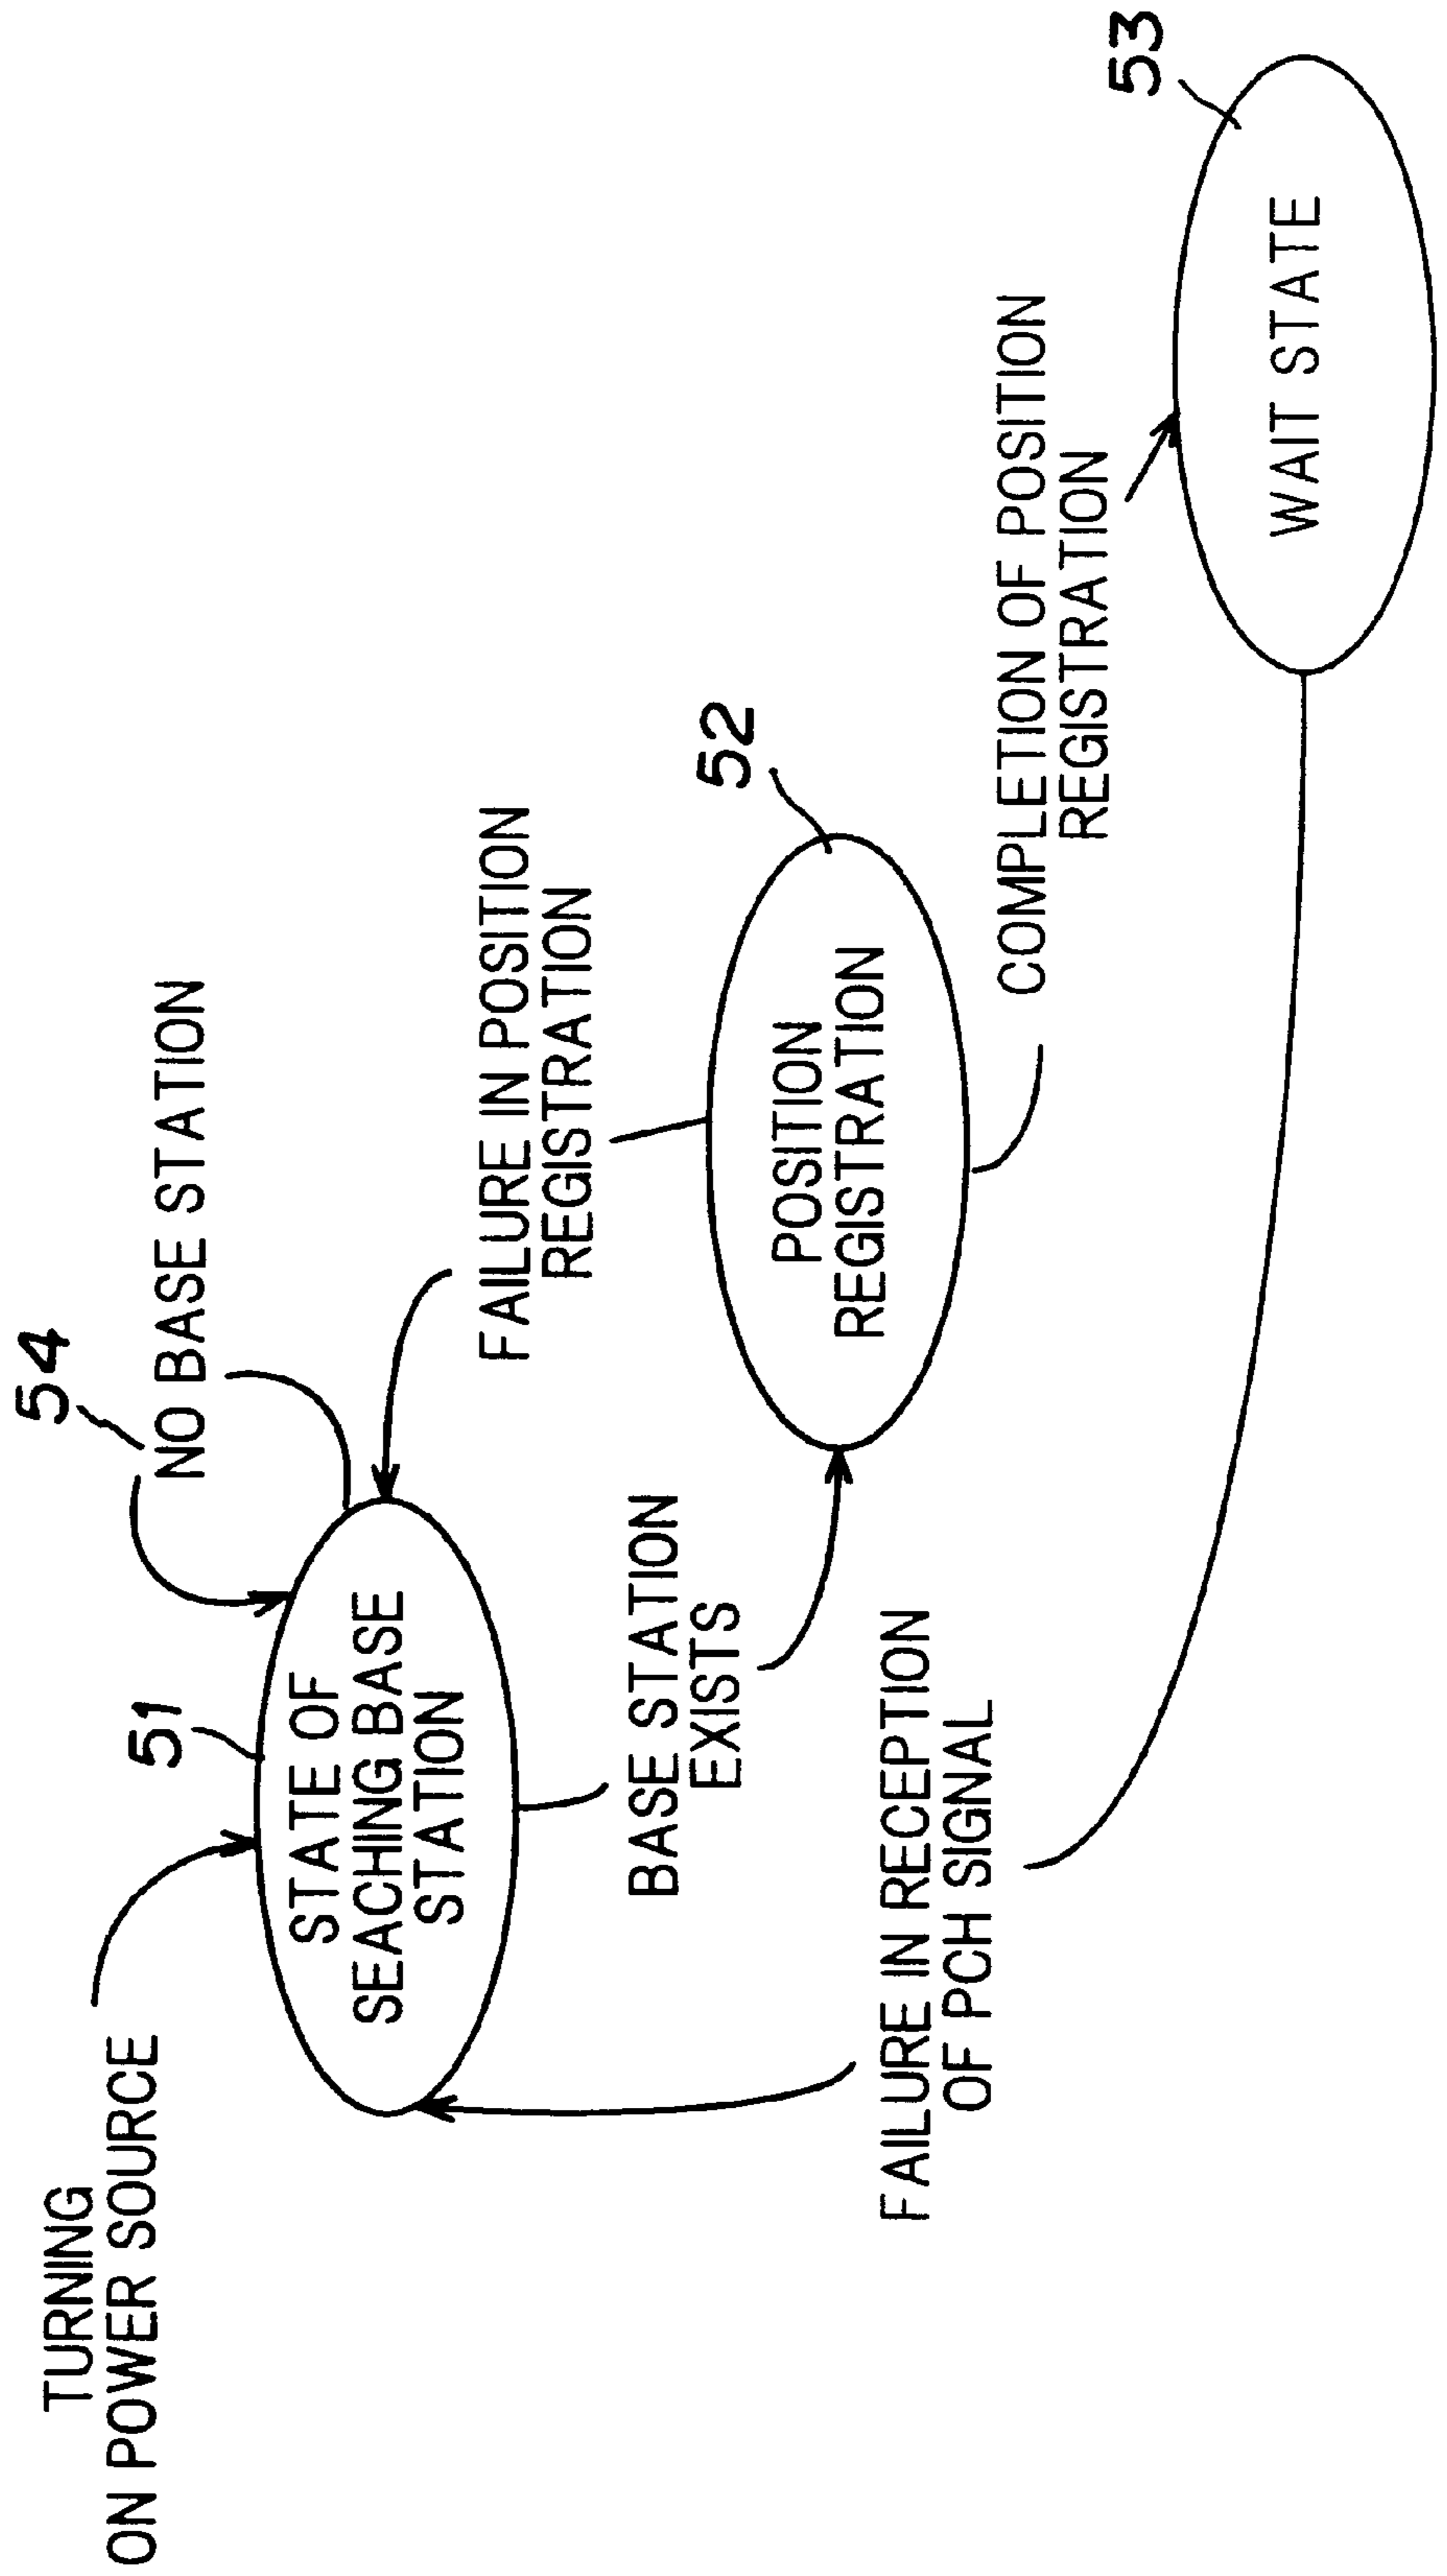 TURNING
ON POWER SOURCE
51
54
NO BASE STATION
STATE OF
SEACHING BASE
STATION
FAILURE IN POSITION
REGISTRATION
BASE STATION
EXISTS
52
POSITION
REGISTRATION
FAILURE IN RECEPTION
OF PCH SIGNAL
COMPLETION OF POSITION
REGISTRATION
53
WAIT STATE